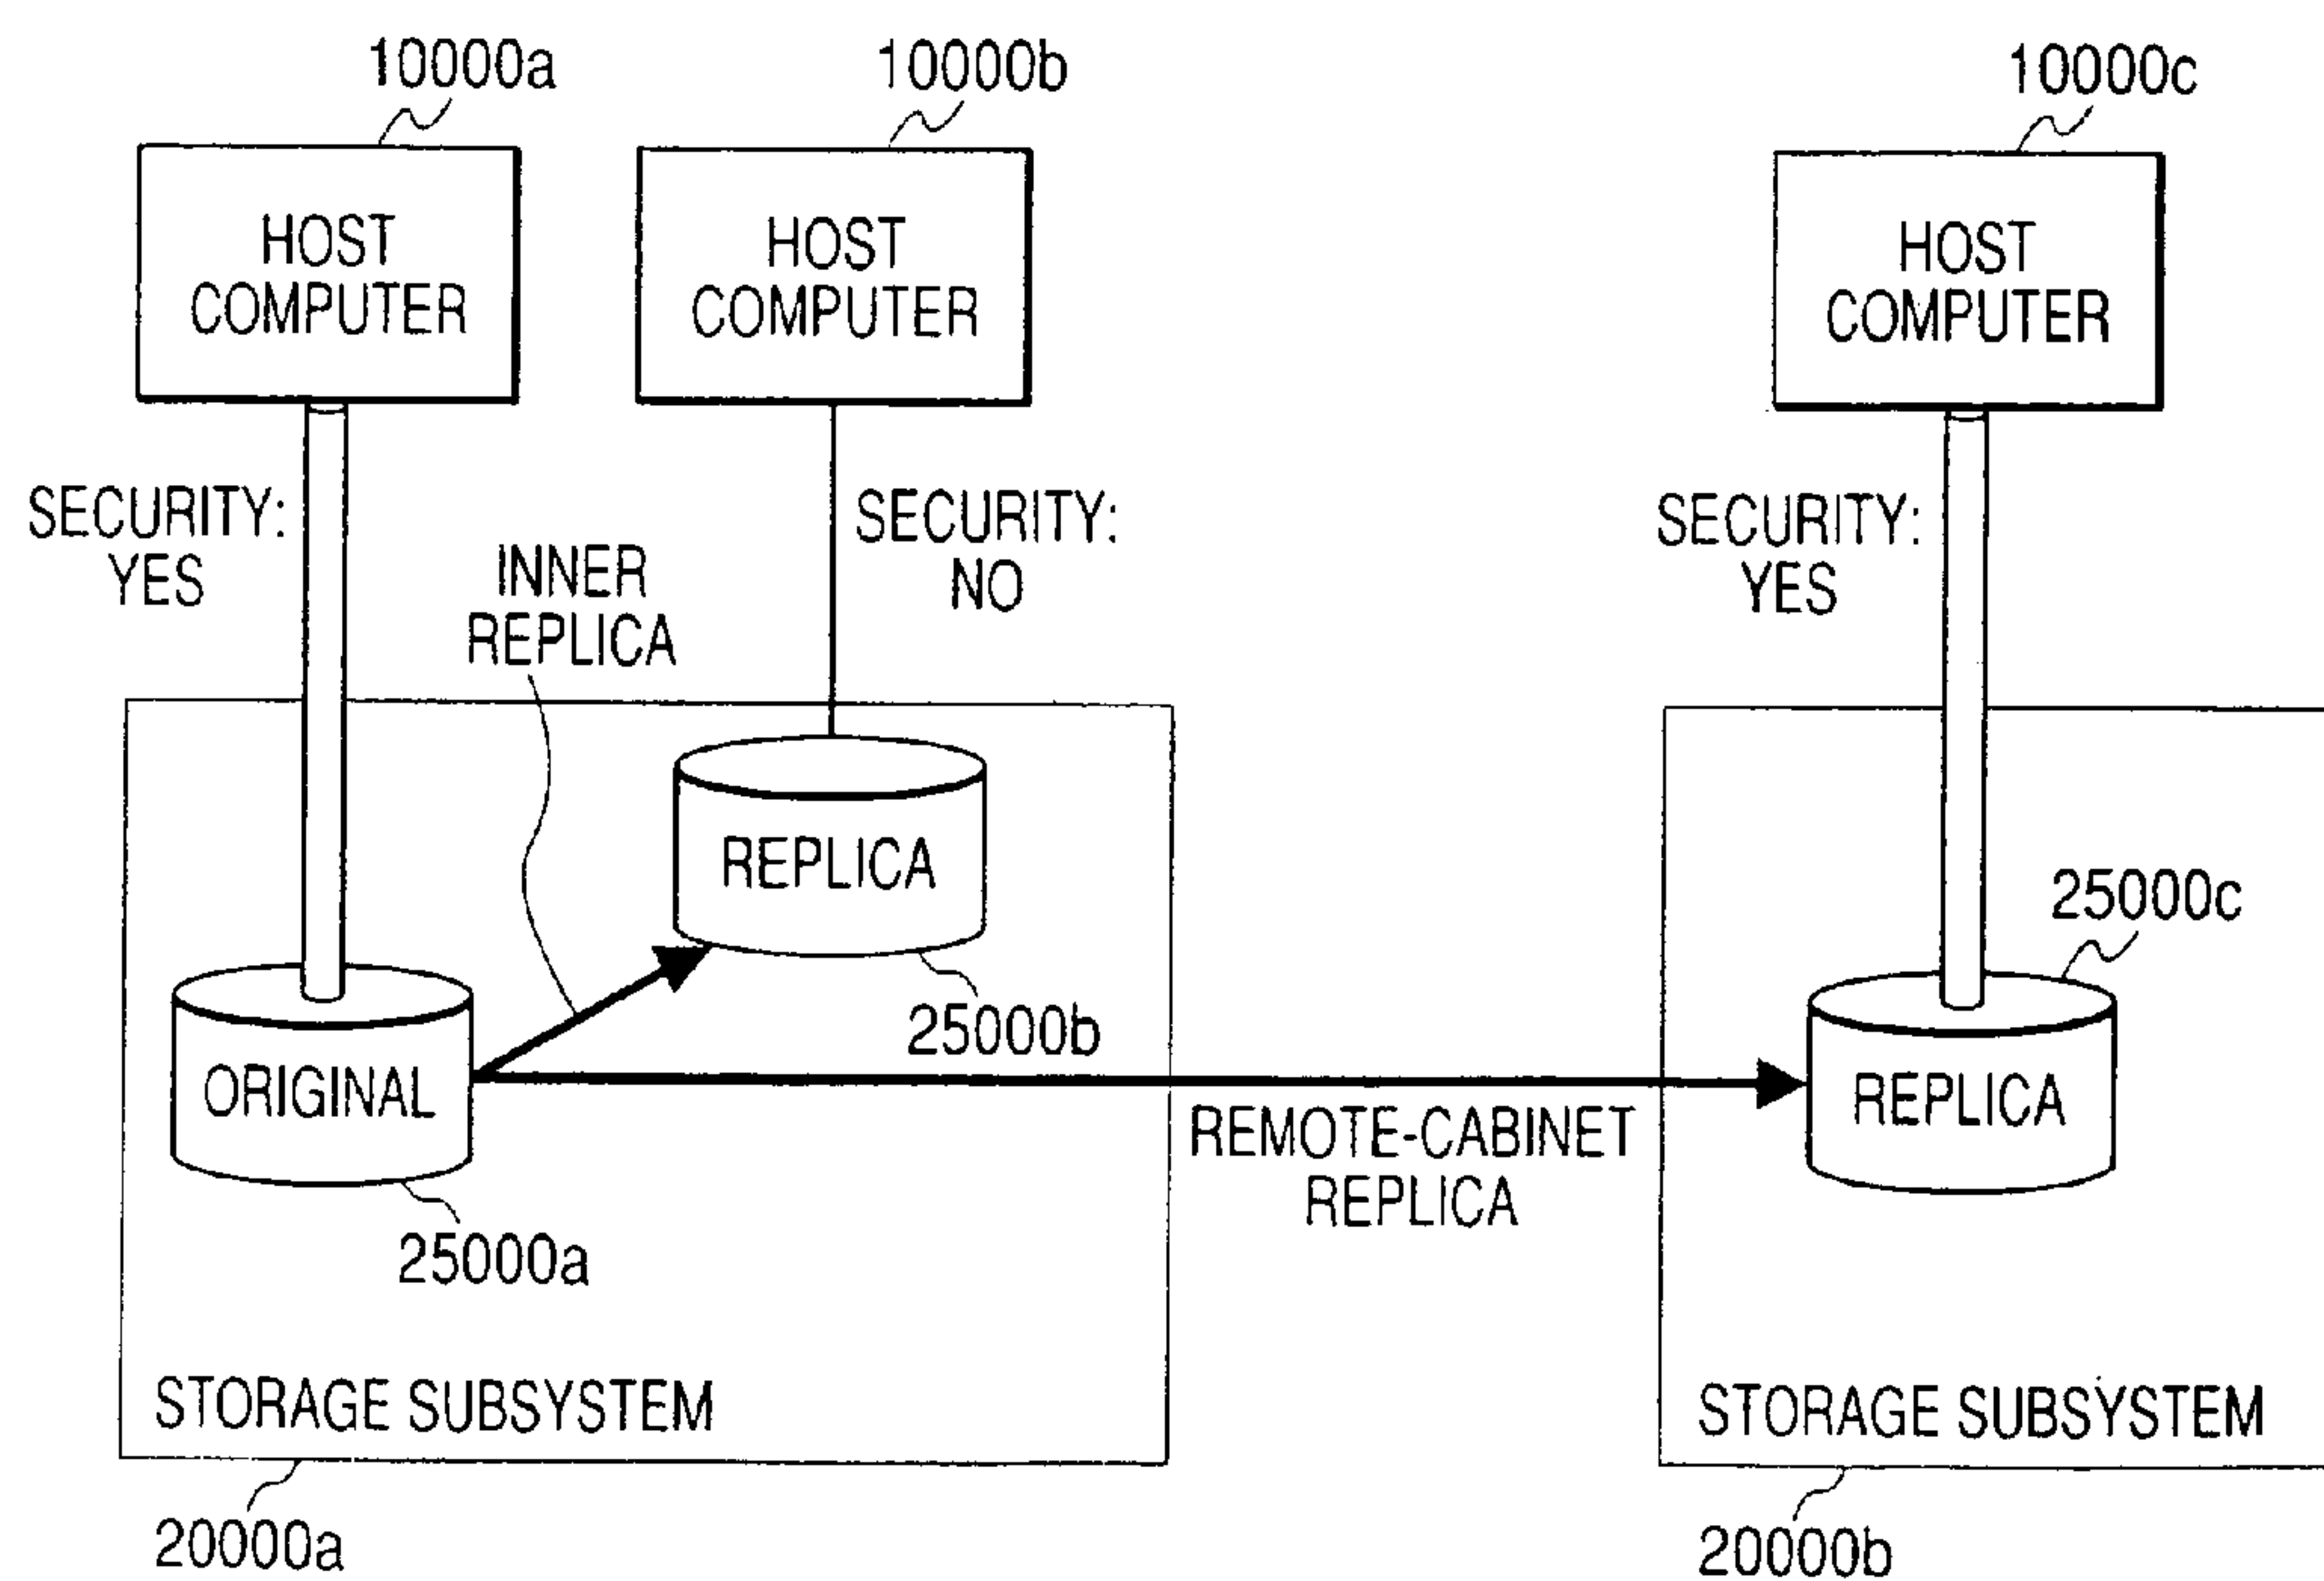 10000a
10000b
10000c
HOST
COMPUTER
HOST
COMPUTER
HOST
COMPUTER
SECURITY:
YES
INNER
REPLICA
SECURITY:
NO
SECURITY:
YES
REPLICA
25000c
25000b
ORIGINAL
REPLICA
REMOTE-CABINET
REPLICA
25000a
STORAGE SUBSYSTEM
STORAGE SUBSYSTEM
20000a
20000b